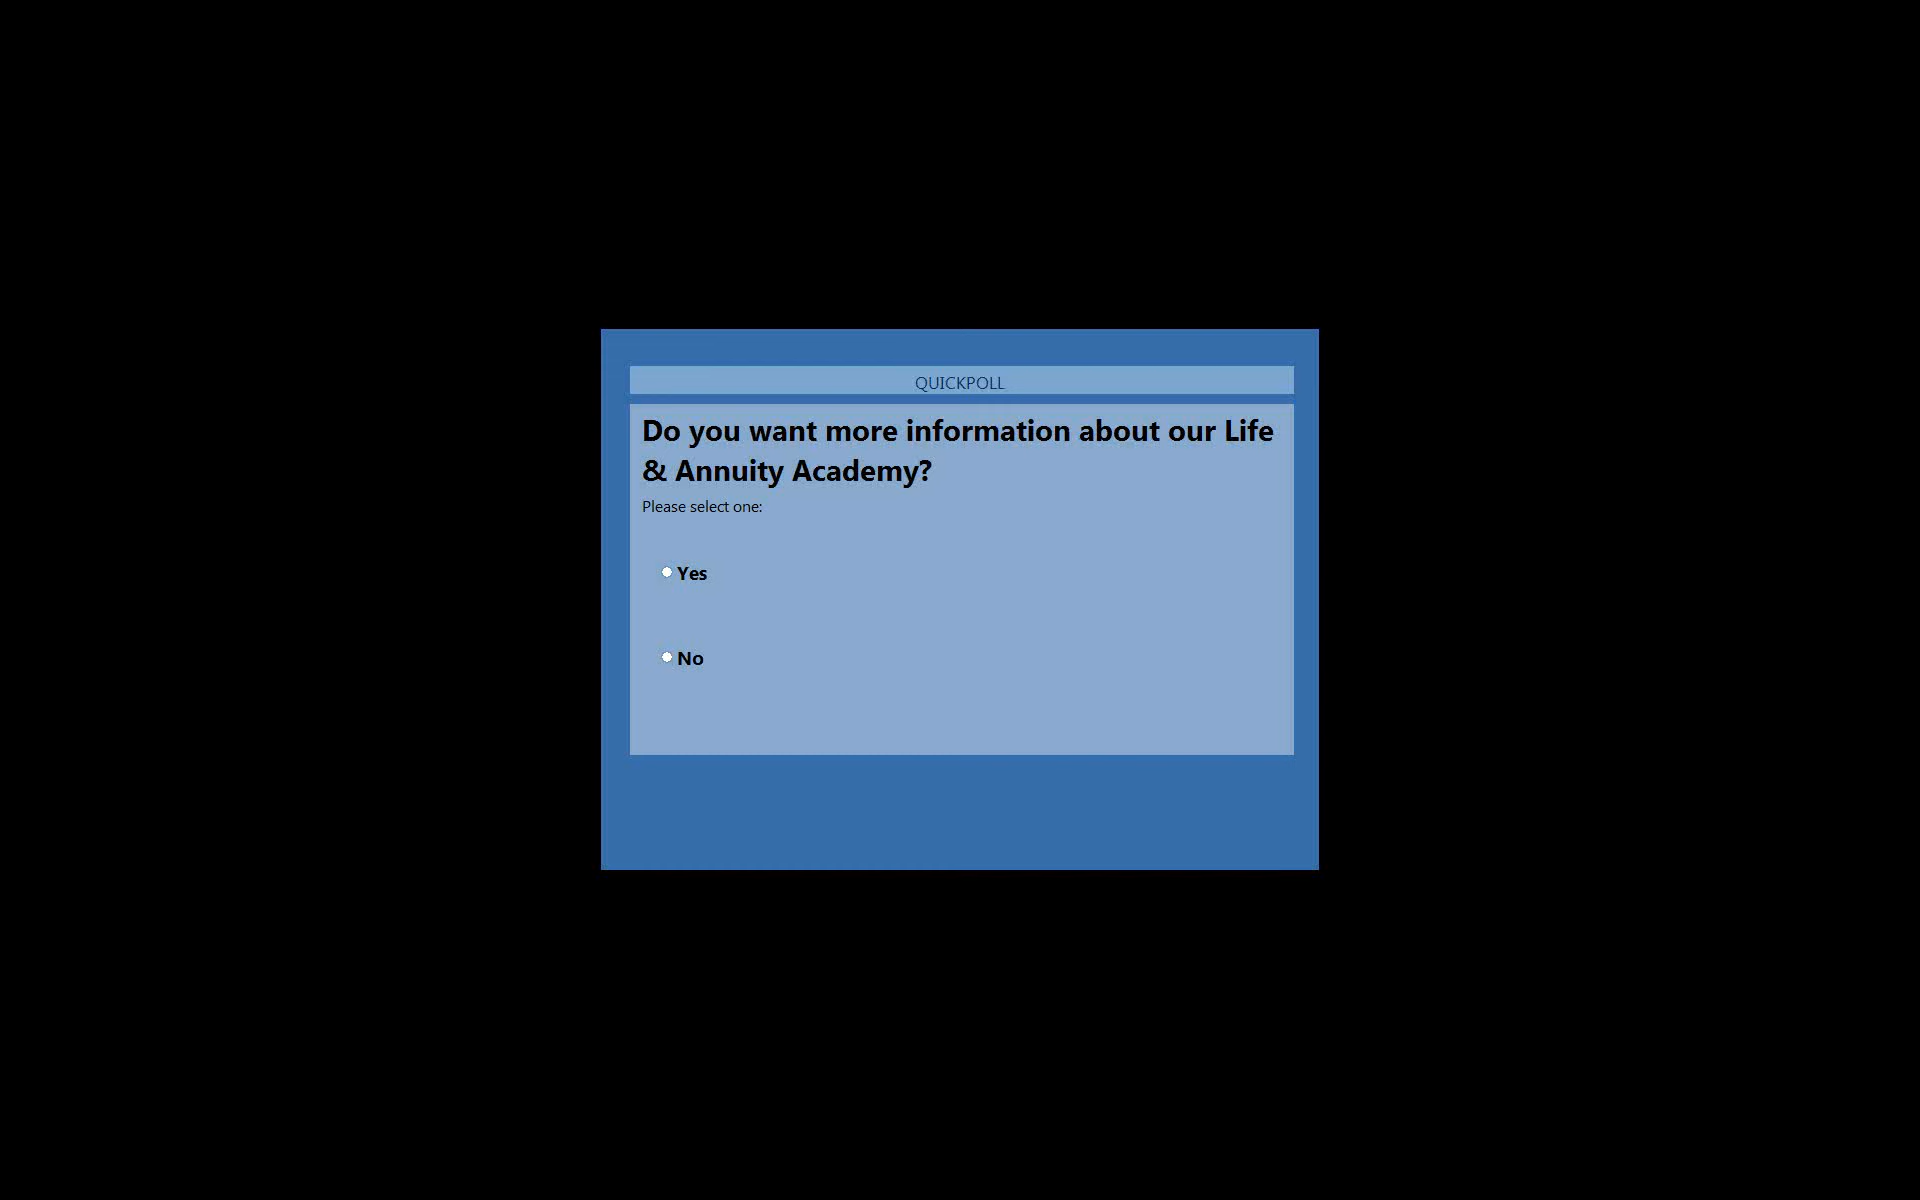 QUICKPOLL
Do you want more information about our Life
& Annuity Academy?
Please select one:
Yes
No